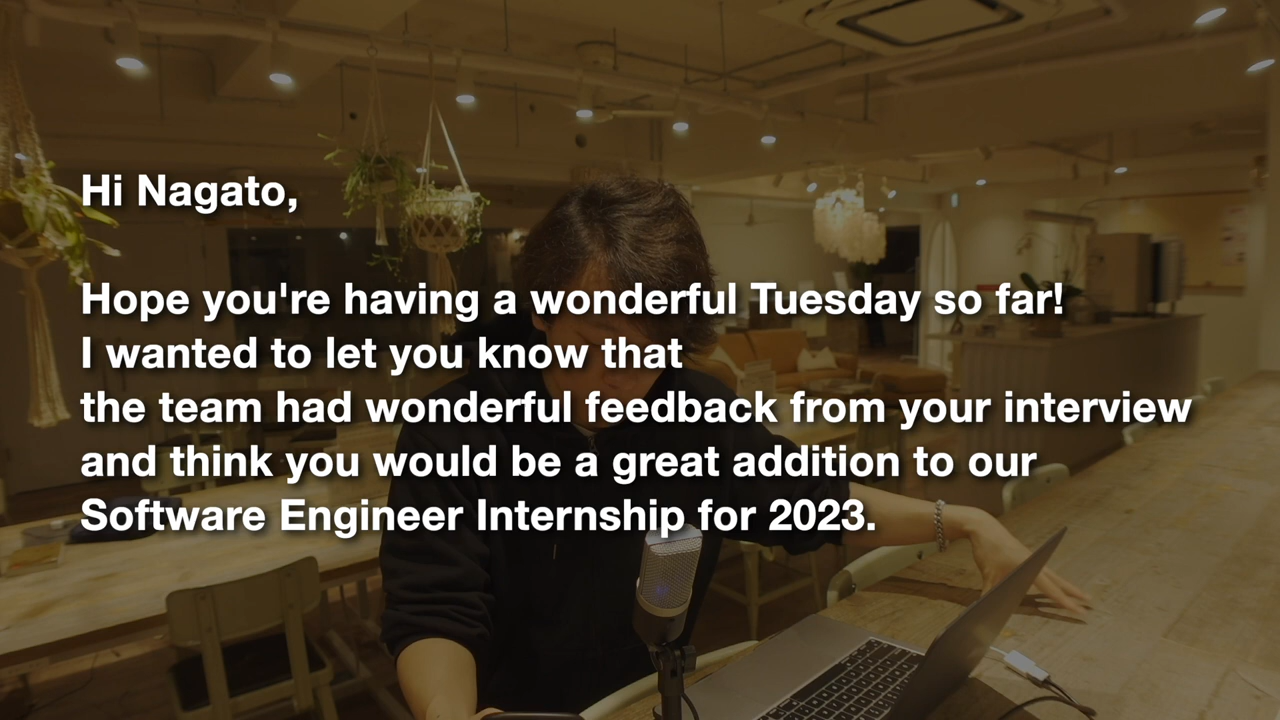 Hi Nagato,
Hope you're having a wonderful Tuesday so far!
I wanted to let you know that
the team had wonderful feedback from your interview
and think you would be a great addition to our
Software Engineer Internship for 2023.